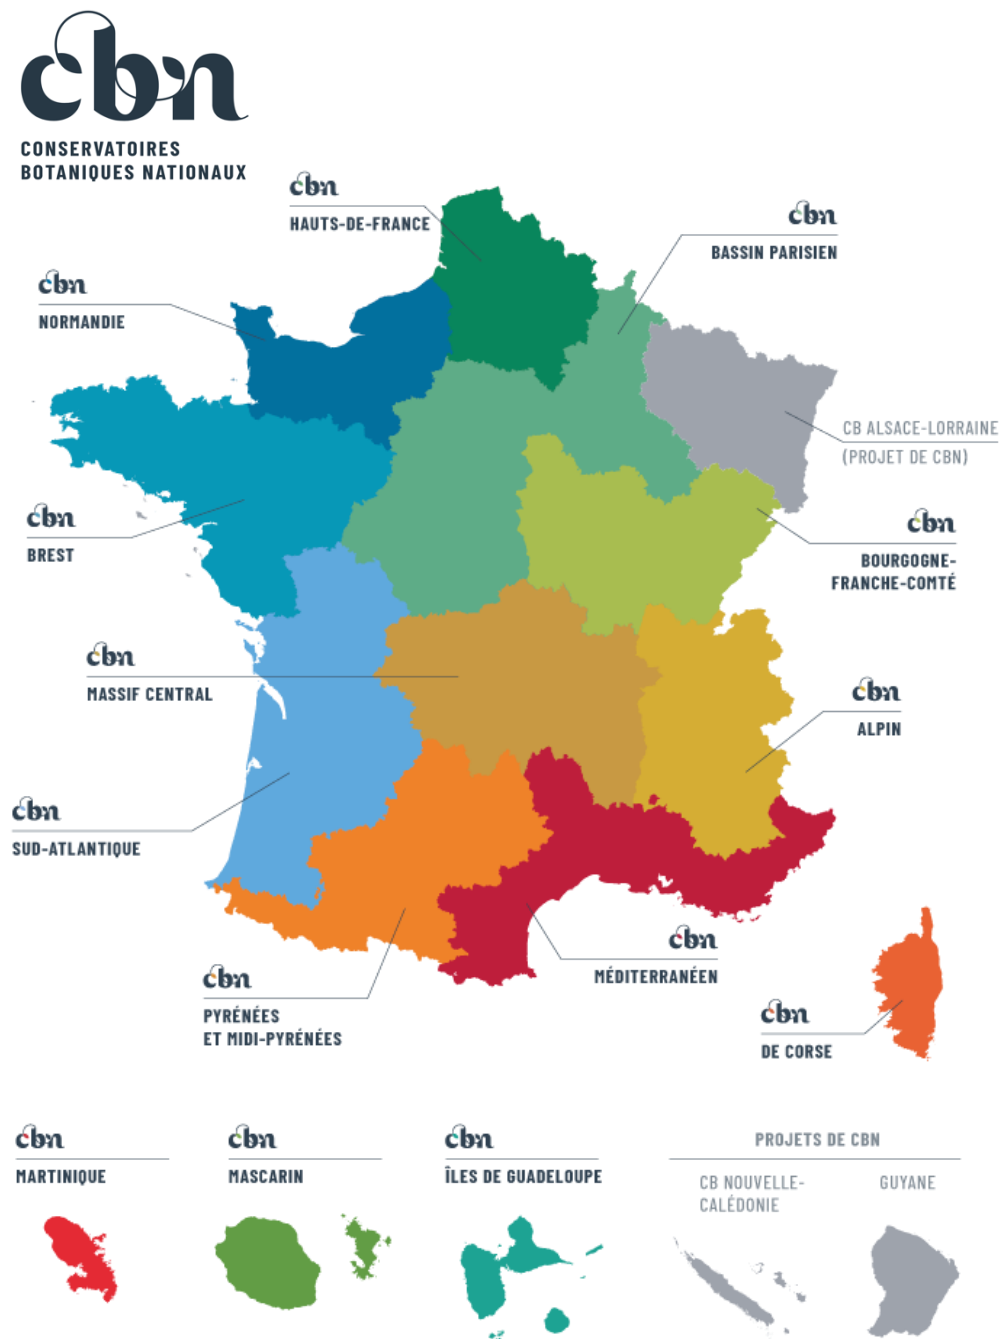 cbn
CONSERVATOIRES
BOTANIQUES NATIONAUX
cbn
HAUTS-DE-FRANCE
cbn
BASSIN PARISIEN
cbn
NORMANDIE
CB ALSACE-LORRAINE
(PROJET DE CBN)
cbn
BREST
cbn
BOURGOGNE-
FRANCHE-COMTÉ
cbn
MASSIF CENTRAL
cbn
ALPIN
cbn
SUD-ATLANTIQUE
cbn
MÉDITERRANÉEN
cbn
PYRÉNÉES
ET MIDI-PYRÉNÉES
cbn
DE CORSE
cbn
MARTINIQUE
cbn
MASCARIN
cbn
ÎLES DE GUADELOUPE
PROJETS DE CBN
CB NOUVELLE-
CALÉDONIE
GUYANE